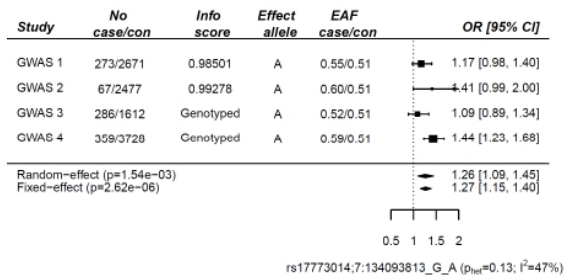 Study No case/con Info score Effect allele EAF case/con OR [95% CI]
GWAS 1 273/2671 0.98501 A 0.55/0.51 1.17 [0.98, 1.40]
GWAS 2 67/2477 0.99278 A 0.60/0.51 1.41 [0.99, 2.00]
GWAS 3 286/1612 Genotyped A 0.52/0.51 1.09 [0.89, 1.34]
GWAS 4 359/3728 Genotyped A 0.59/0.51 1.44 [1.23, 1.68]
Random−effect (p=1.54e−03) 1.26 [1.09, 1.45]
Fixed−effect (p=2.62e−06) 1.27 [1.15, 1.40]
0.5 1 1.5 2
rs17773014;7:134093813_G_A (phet=0.13; I²=47%)